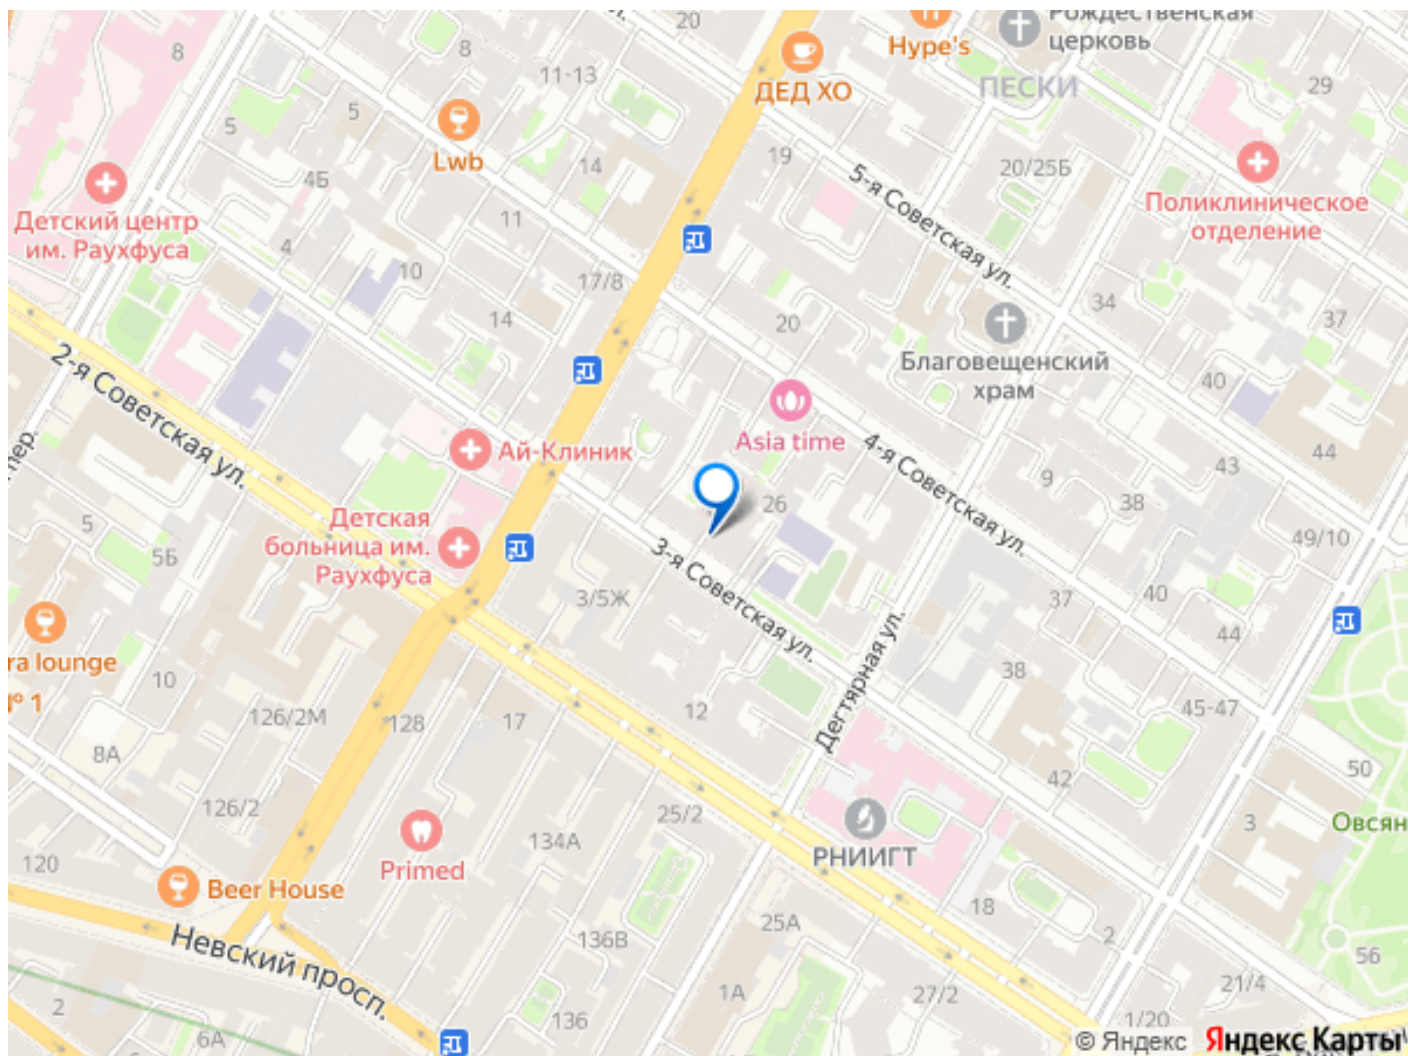 20
Hype's
Рождественская
церковь
8
8
11-13
ДЕД ХО
ПЕСКИ
29
5
5
Lwb
14
19
20/25Б
4Б
5-я Советская ул.
Поликлиническое
отделение
Детский центр
им. Раухфуса
11
4
10
17/8
34
14
20
37
Благовещенский
храм
40
2-я Советская ул.
Asia time
Ай-Клиник
4-я Советская ул.
44
43
9
38
26
пер.
5
5Б
Детская
больница им.
Раухфуса
3-я Советская ул.
49/10
3/5Ж
37
40
44
ra lounge
№ 1
10
38
Дегтярная ул.
126/2М
128
17
12
45-47
8А
42
50
126/2
25/2
3
Овсян
134А
РНИИГТ
120
Primed
Beer House
18
25А
2
Невский просп.
136В
56
1А
27/2
21/4
2
6А
136
1/20
© Яндекс
Яндекс Карты